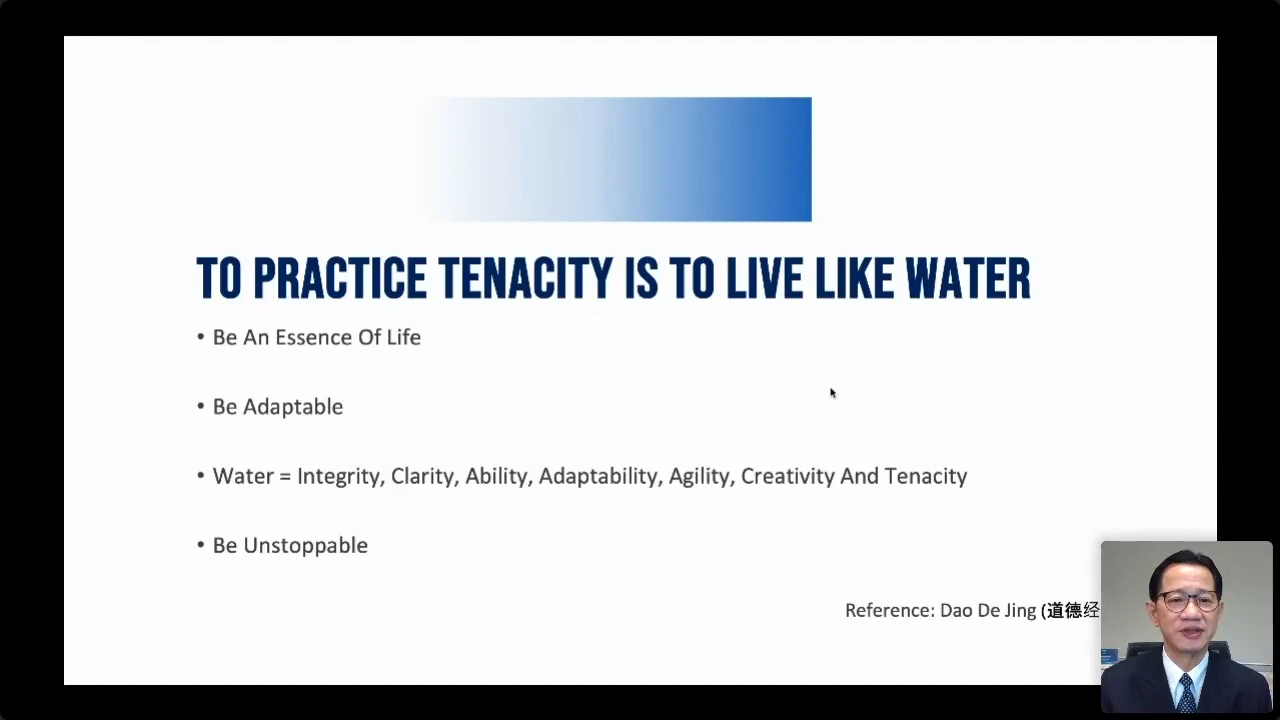 TO PRACTICE TENACITY IS TO LIVE LIKE WATER
• Be An Essence Of Life
• Be Adaptable
• Water = Integrity, Clarity, Ability, Adaptability, Agility, Creativity And Tenacity
• Be Unstoppable
Reference: Dao De Jing (道德经